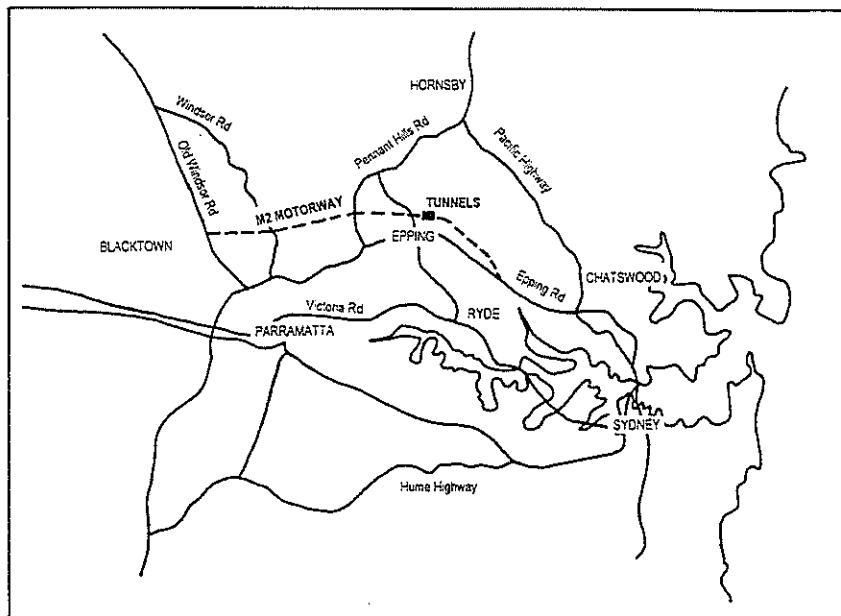 HORNSBY
Windsor Rd
Pennant Hills Rd
Old Windsor Rd
Pacific Highway
M2 MOTORWAY
TUNNELS
BLACKTOWN
EPPING
CHATSWOOD
Epping Rd
Victoria Rd
RYDE
PARRAMATTA
SYDNEY
Hume Highway